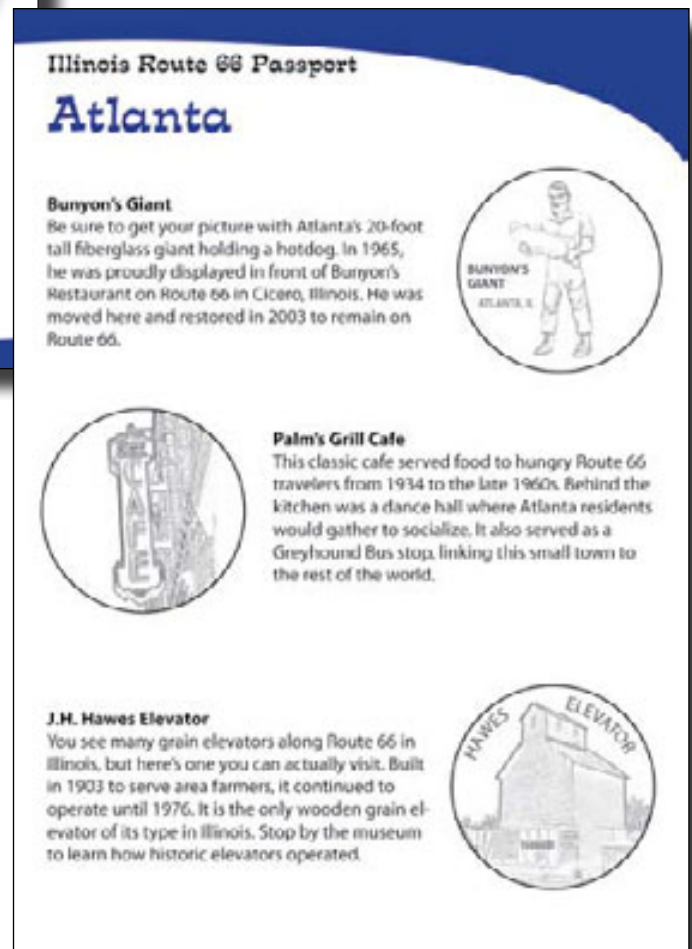 Illinois Route 66 Passport
Atlanta
Bunyon's Giant
Be sure to get your picture with Atlanta's 20-foot
tall fiberglass giant holding a hotdog. In 1965,
he was proudly displayed in front of Bunyon's
Restaurant on Route 66 in Cicero, Illinois. He was
moved here and restored in 2003 to remain on
Route 66.
BUNYON'S
GIANT
ATLANTA, IL
Palm's Grill Cafe
This classic cafe served food to hungry Route 66
travelers from 1934 to the late 1960s. Behind the
kitchen was a dance hall where Atlanta residents
would gather to socialize. It also served as a
Greyhound Bus stop, linking this small town to
the rest of the world.
CAFE
J.H. Hawes Elevator
You see many grain elevators along Route 66 in
Illinois, but here's one you can actually visit. Built
in 1903 to serve area farmers, it continued to
operate until 1976. It is the only wooden grain el-
evator of its type in Illinois. Stop by the museum
to learn how historic elevators operated.
HAWES ELEVATOR